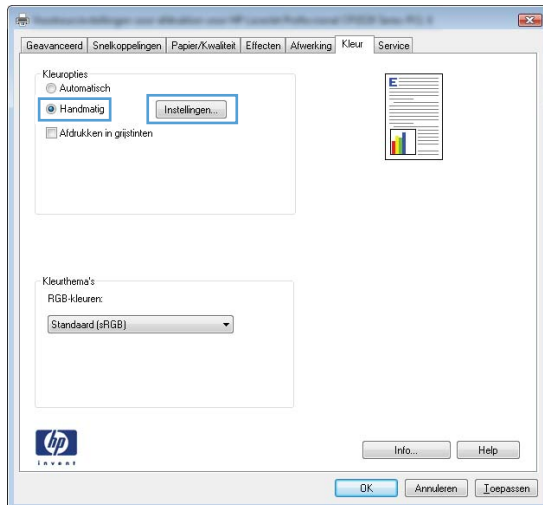 Geavanceerd Snelkoppelingen Papier/Kwaliteit Effecten Afwerking Kleur Service
Kleuropties
Automatisch
Handmatig Instellingen...
Afdrukken in grijstinten
E
Kleurthema's
RGB-kleuren:
Standaard (sRGB)
hp
invent
Info... Help
OK Annuleren Toepassen